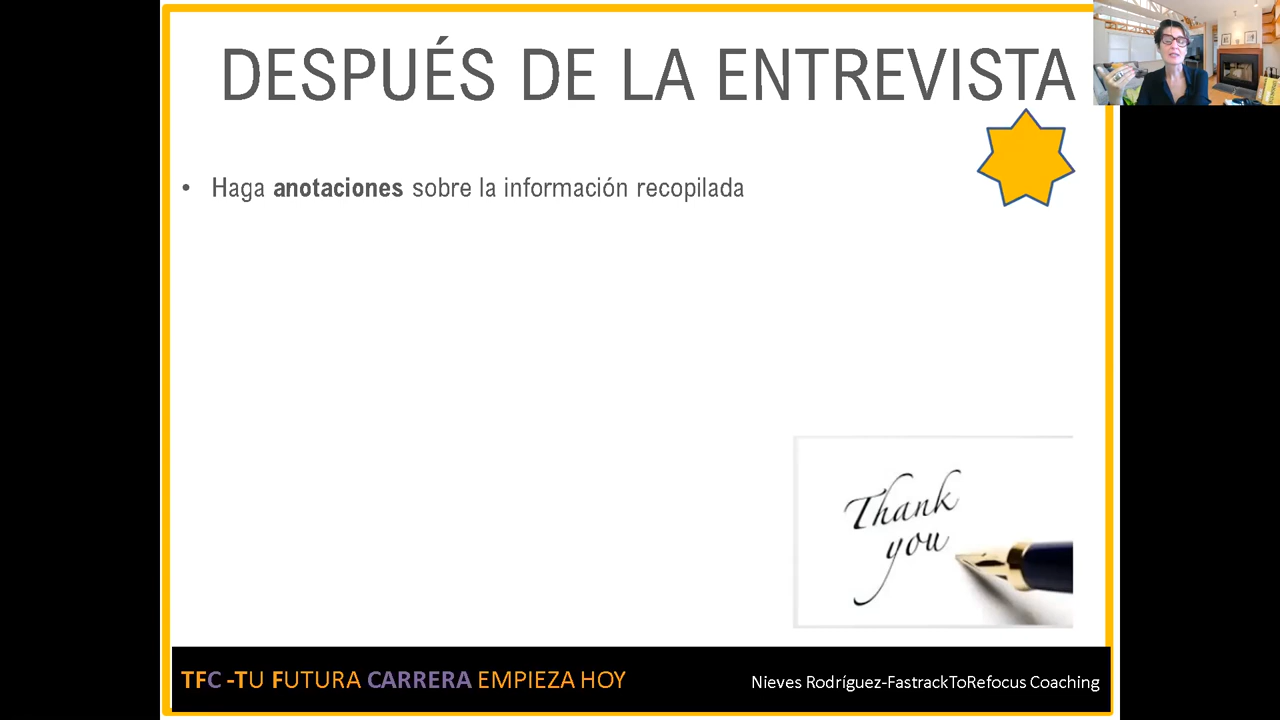 DESPUÉS DE LA ENTREVISTA
• Haga anotaciones sobre la información recopilada
Thank
you
TFC -TU FUTURA CARRERA EMPIEZA HOY
Nieves Rodríguez-FastrackToRefocus Coaching